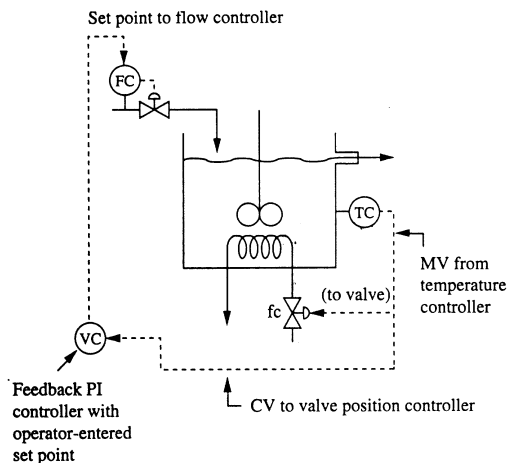 Set point to flow controller
FC
TC
MV from
temperature
controller
(to valve)
fc
VC
Feedback PI
controller with
operator-entered
set point
CV to valve position controller